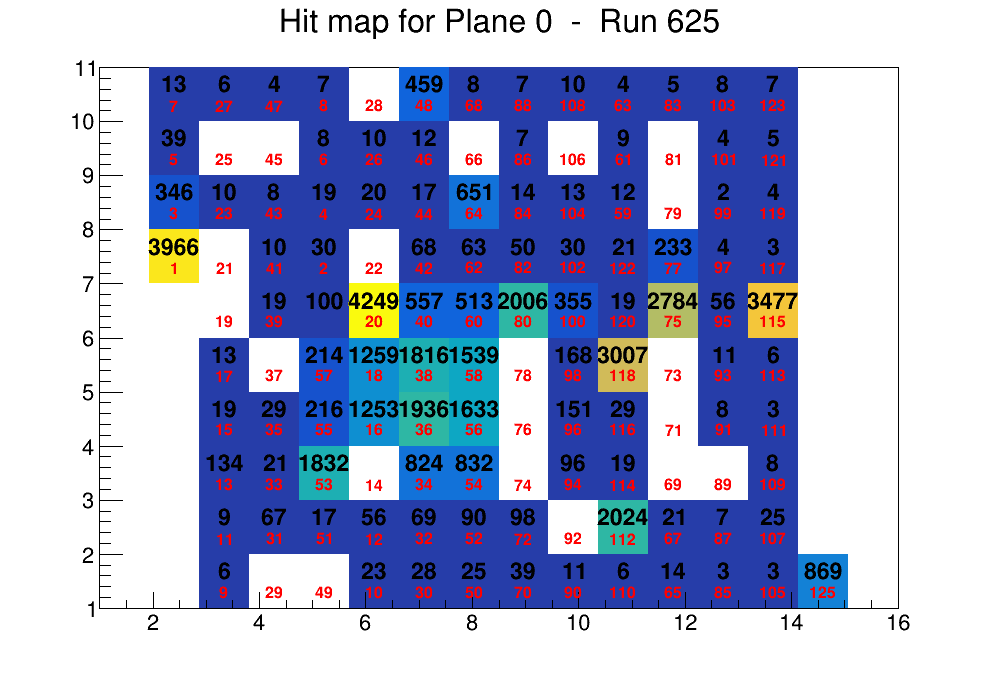 Hit map for Plane 0 - Run 625
11
13 6 4 7 459 8 7 10 4 5 8 7
7 27 47 8 28 48 68 88 108 63 83 103 123
10
39 8 10 12 7 9 4 5
5 25 45 6 26 46 66 86 106 61 81 101 121
9
346 10 8 19 20 17 651 14 13 12 2 4
3 23 43 4 24 44 64 84 104 59 79 99 119
8
3966 10 30 68 63 50 30 21 233 4 3
1 21 41 2 22 42 62 82 102 122 77 97 117
7
19 100 4249 557 513 2006 355 19 2784 56 3477
19 39 20 40 60 80 100 120 75 95 115
6
13 214 1259 1816 1539 168 3007 11 6
17 37 57 18 38 58 78 98 118 73 93 113
5
19 29 216 1253 1936 1633 151 29 8 3
15 35 55 16 36 56 76 96 116 71 91 111
4
134 21 1832 824 832 96 19 8
13 33 53 14 34 54 74 94 114 69 89 109
3
9 67 17 56 69 90 98 2024 21 7 25
11 31 51 12 32 52 72 92 112 67 87 107
2
6 23 28 25 39 11 6 14 3 3 869
9 29 49 10 30 50 70 90 110 65 85 105 125
1
2 4 6 8 10 12 14 16